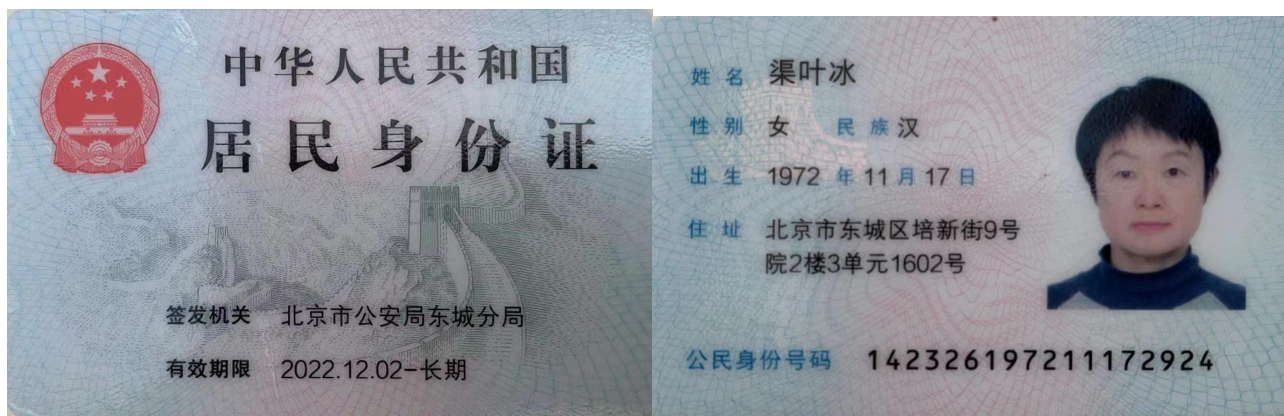 中华人民共和国
居民身份证
签发机关 北京市公安局东城分局
有效期限 2022.12.02-长期
姓名 渠叶冰
性别 女 民族 汉
出生 1972 年 11 月 17 日
住址 北京市东城区培新街9号
院2楼3单元1602号
公民身份号码 142326197211172924